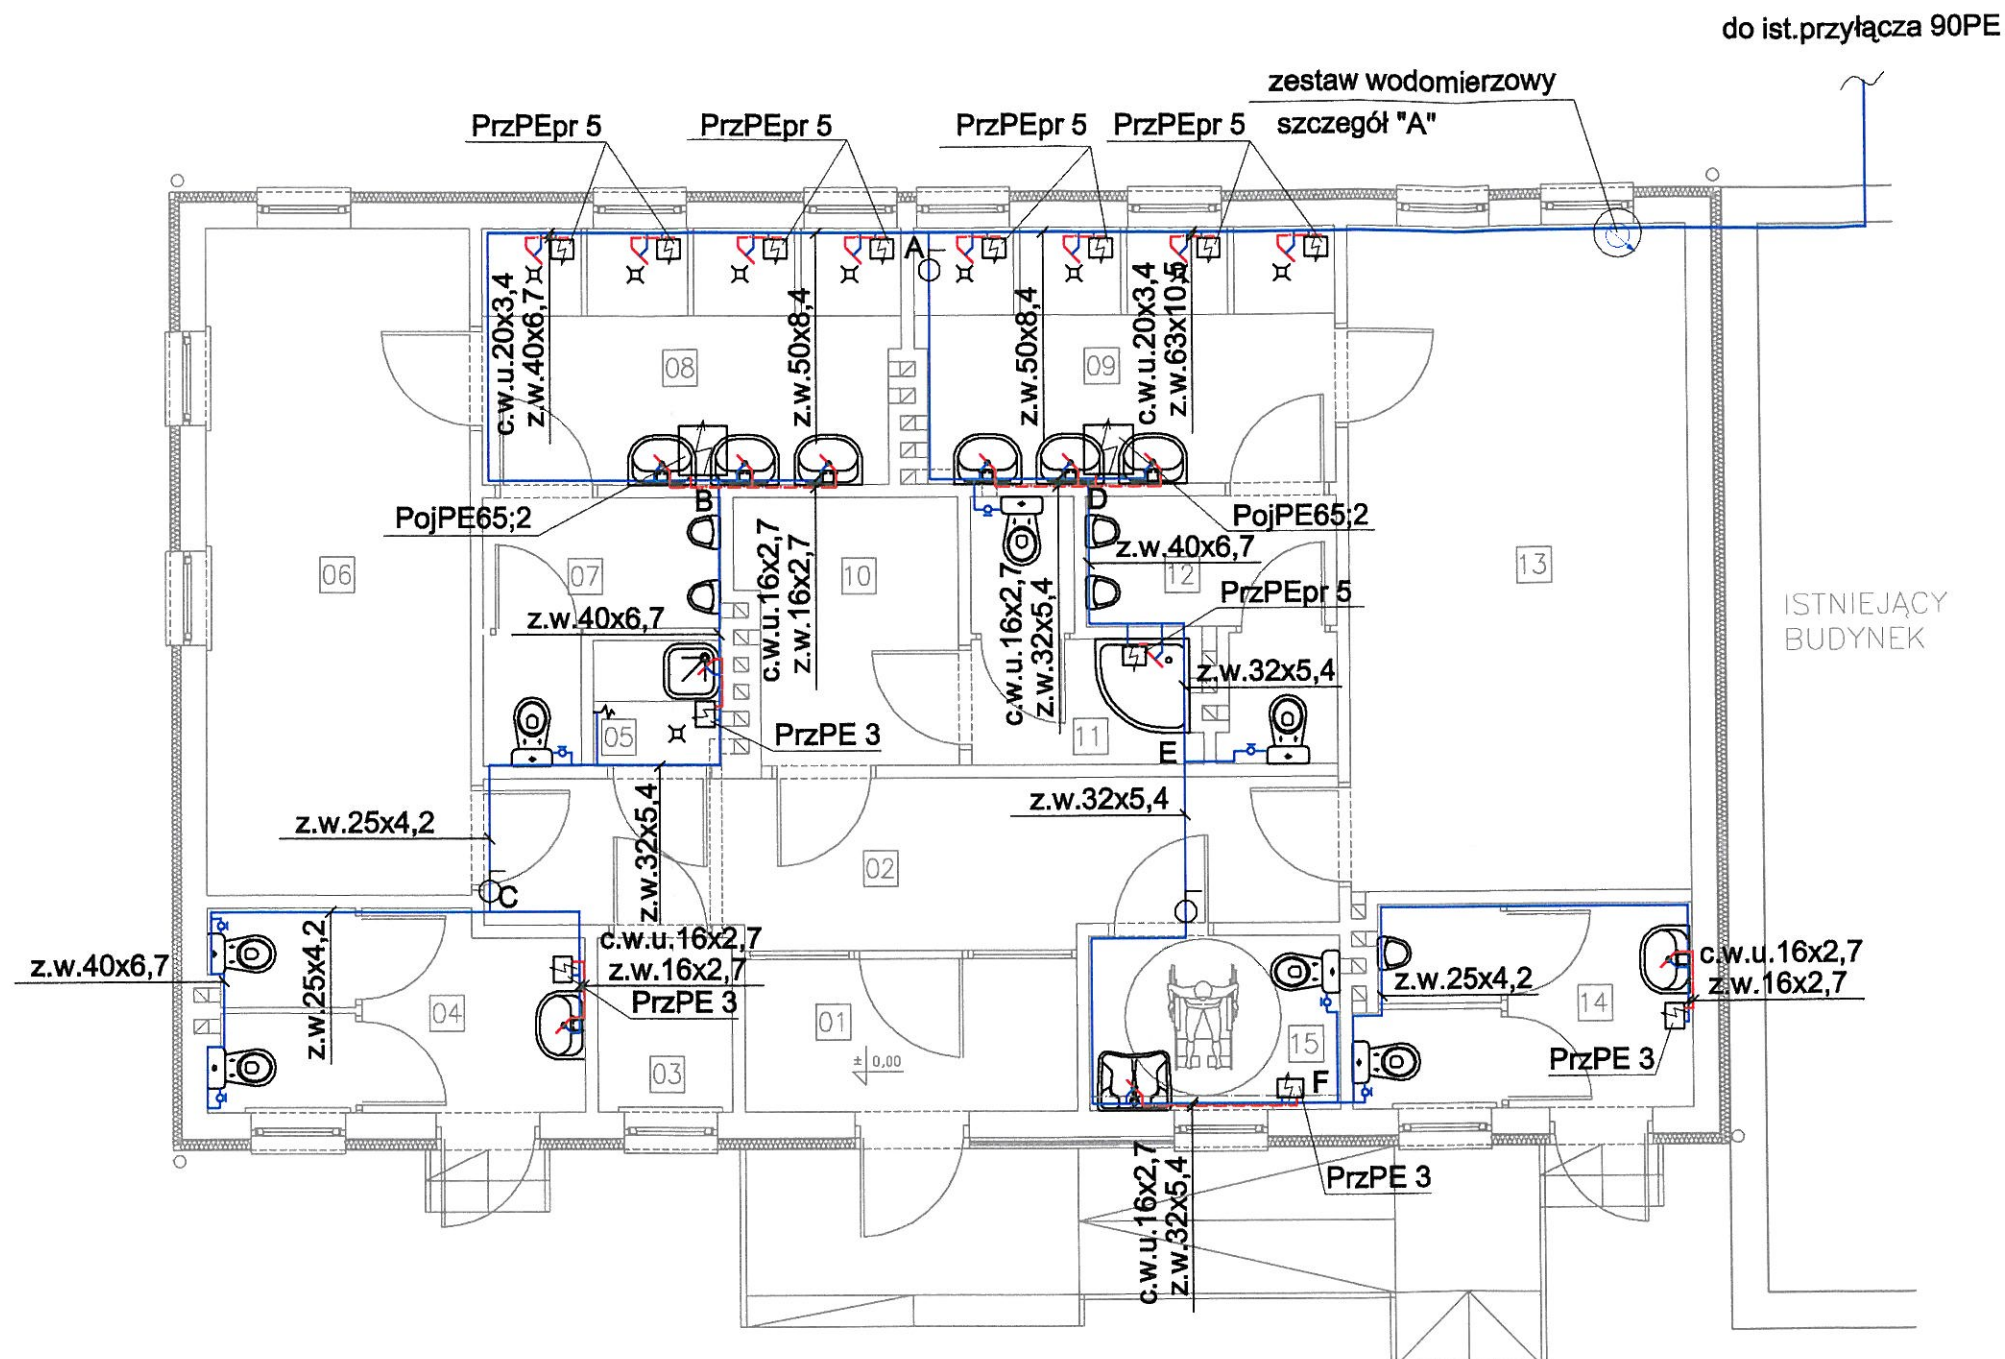 do ist.przyłącza 90PE
zestaw wodomierzowy
szczegół "A"
PrzPEpr 5
PrzPEpr 5
PrzPEpr 5
PrzPEpr 5
A
c.w.u.20x3,4
z.w.40x6,7
z.w.50x8,4
z.w.50x8,4
c.w.u.20x3,4
z.w.63x10,5
08
09
B
D
PojPE65;2
PojPE65;2
06
07
10
12
13
z.w.40x6,7
c.w.u.16x2,7
z.w.16x2,7
c.w.u.16x2,7
z.w.32x5,4
z.w.40x6,7
PrzPEpr 5
ISTNIEJĄCY
BUDYNEK
z.w.32x5,4
05
PrzPE 3
11
E
z.w.25x4,2
z.w.32x5,4
z.w.32x5,4
02
C
z.w.40x6,7
z.w.25x4,2
c.w.u.16x2,7
z.w.16x2,7
PrzPE 3
04
03
01
± 0,00
15
F
z.w.25x4,2
14
c.w.u.16x2,7
z.w.16x2,7
PrzPE 3
c.w.u.16x2,7
z.w.32x5,4
PrzPE 3